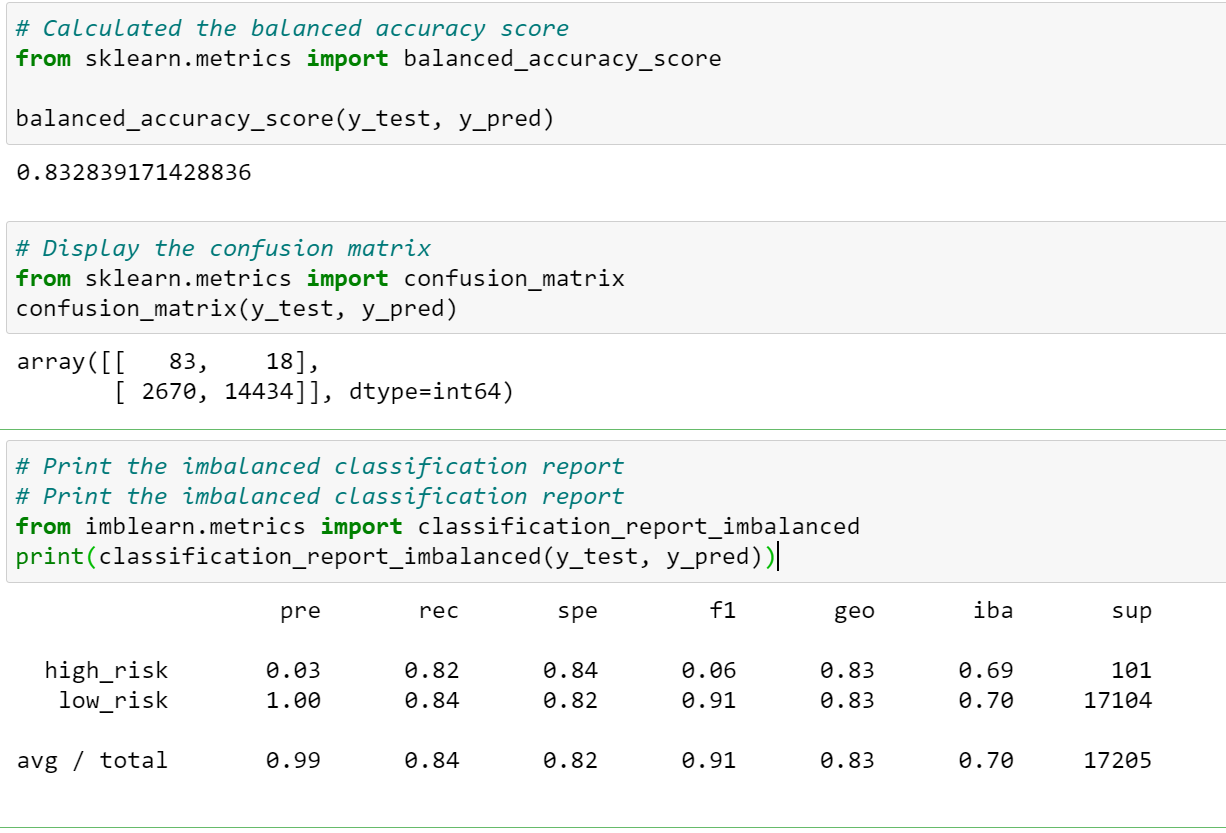 # Calculated the balanced accuracy score
from sklearn.metrics import balanced_accuracy_score
balanced_accuracy_score(y_test, y_pred)
0.832839171428836
# Display the confusion matrix
from sklearn.metrics import confusion_matrix
confusion_matrix(y_test, y_pred)
array([[   83,    18],
       [ 2670, 14434]], dtype=int64)
# Print the imbalanced classification report
# Print the imbalanced classification report
from imblearn.metrics import classification_report_imbalanced
print(classification_report_imbalanced(y_test, y_pred))
                   pre       rec       spe        f1       geo       iba       sup
  high_risk       0.03      0.82      0.84      0.06      0.83      0.69       101
   low_risk       1.00      0.84      0.82      0.91      0.83      0.70     17104
avg / total       0.99      0.84      0.82      0.91      0.83      0.70     17205